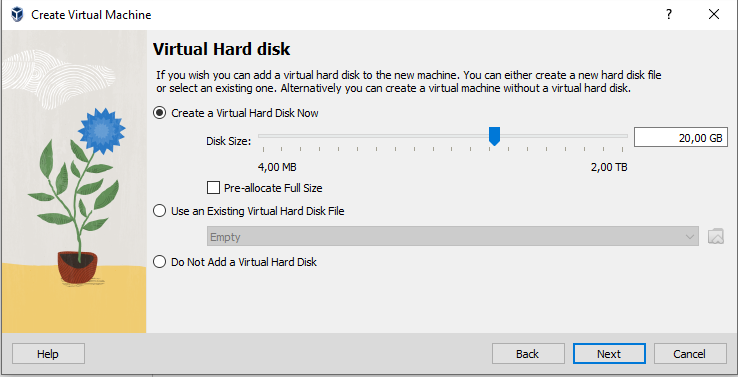 Create Virtual Machine ?
Virtual Hard disk
If you wish you can add a virtual hard disk to the new machine. You can either create a new hard disk file
or select an existing one. Alternatively you can create a virtual machine without a virtual hard disk.
Create a Virtual Hard Disk Now
Disk Size: 20,00 GB
4,00 MB 2,00 TB
Pre-allocate Full Size
Use an Existing Virtual Hard Disk File
Empty
Do Not Add a Virtual Hard Disk
Help Back Next Cancel